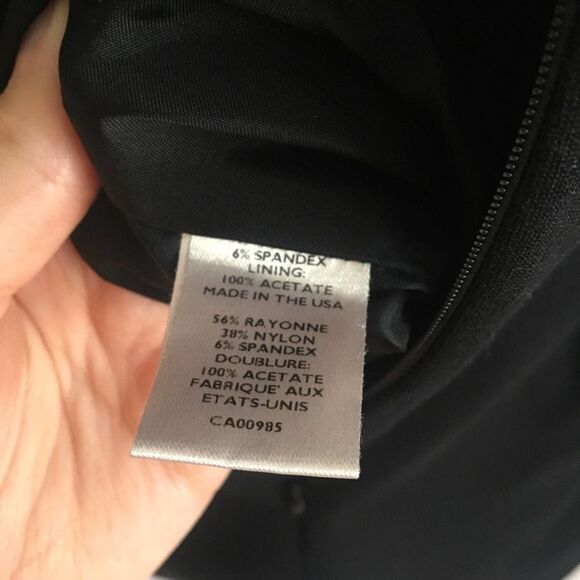 6% SPANDEX
LINING:
100% ACETATE
MADE IN THE USA
56% RAYONNE
38% NYLON
6% SPANDEX
DOUBLURE:
100% ACETATE
FABRIQUE' AUX
ETATS-UNIS
CA00985